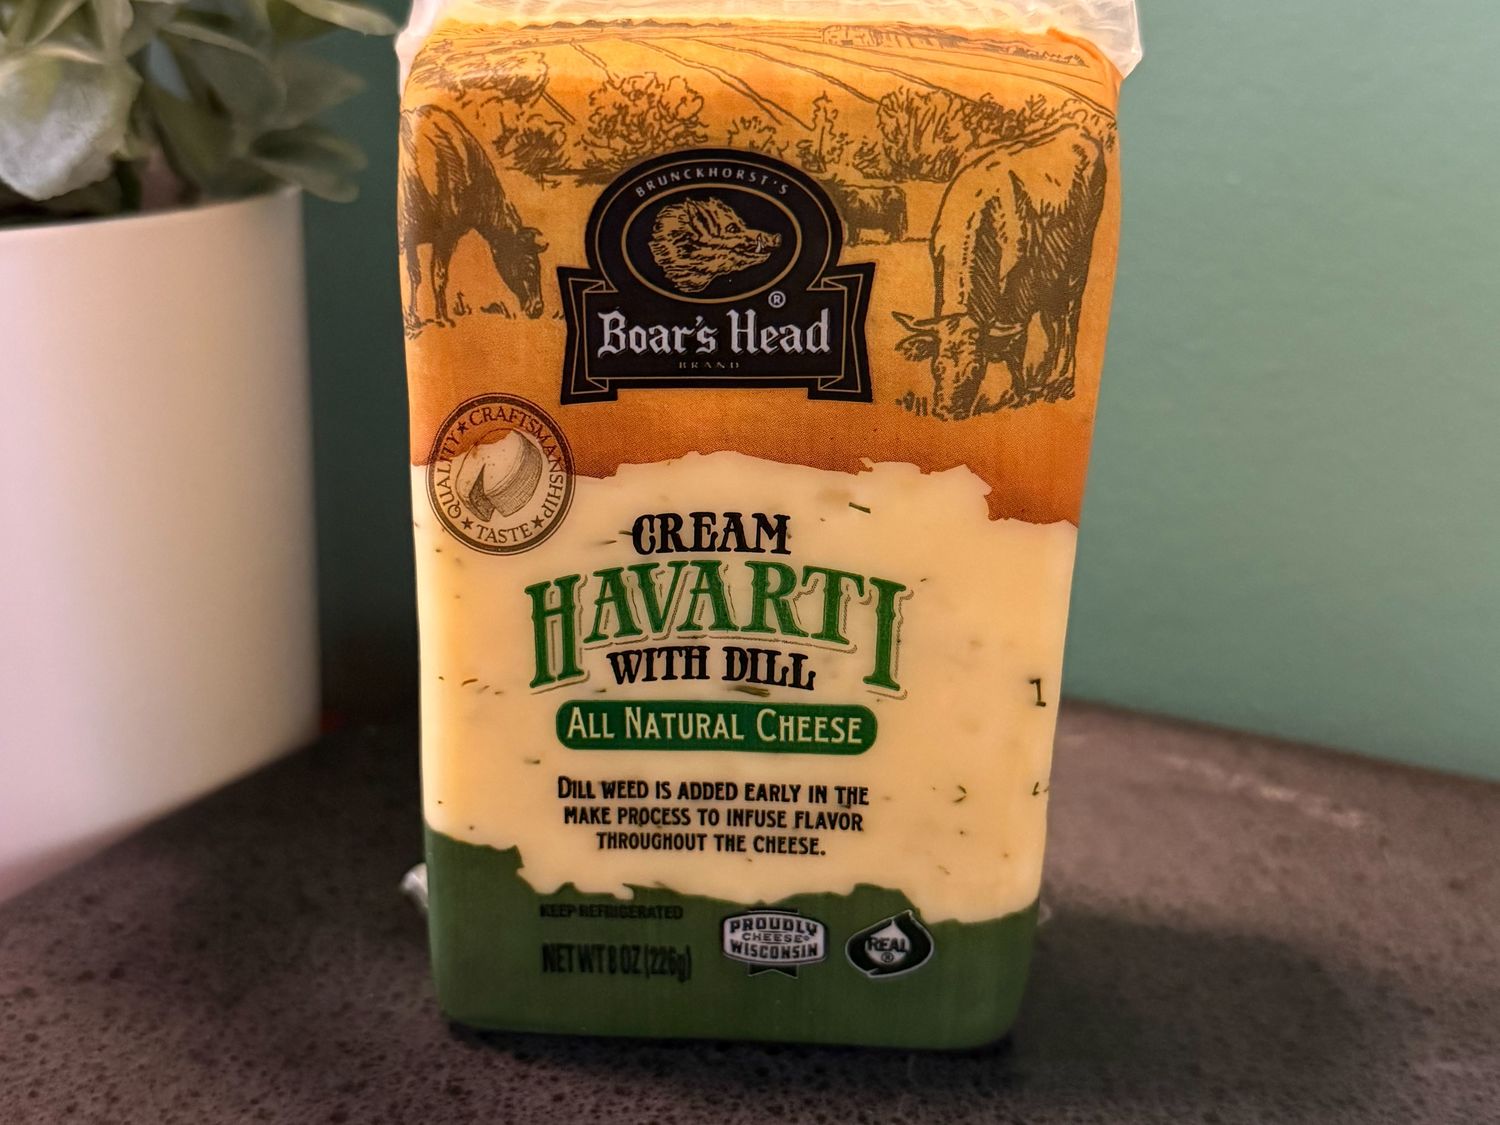 BRUNCKHORST'S
Boar's Head®
BRAND
QUALITY ★ CRAFTSMANSHIP ★ TASTE ★
CREAM
HAVARTI
WITH DILL
ALL NATURAL CHEESE
DILL WEED IS ADDED EARLY IN THE
MAKE PROCESS TO INFUSE FLAVOR
THROUGHOUT THE CHEESE.
KEEP REFRIGERATED
NET WT 8 OZ (226g)
PROUDLY
WISCONSIN
CHEESE®
REAL®